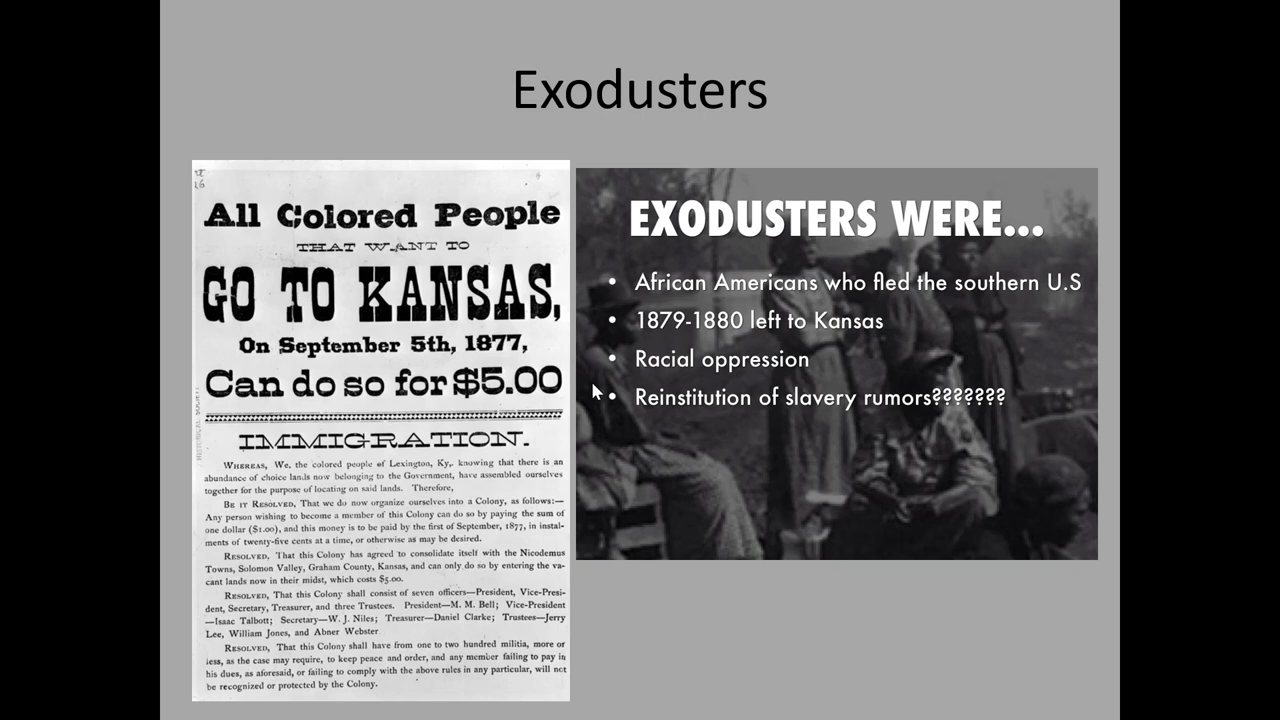 Exodusters
All Colored People
THAT WANT TO
GO TO KANSAS,
On September 5th, 1877,
Can do so for $5.00
IMMIGRATION.
WHEREAS, We, the colored people of Lexington, Ky,. knowing that there is an
abundance of choice lands now belonging to the Government, have assembled ourselves
together for the purpose of locating on said lands. Therefore,
BE IT RESOLVED, That we do now organize ourselves into a Colony, as follows:—
Any person wishing to become a member of this Colony can do so by paying the sum of
one dollar ($1.00), and this money is to be paid by the first of September, 1877, in instal-
ments of twenty-five cents at a time, or otherwise as may be desired.
RESOLVED, That this Colony has agreed to consolidate itself with the Nicodemus
Towns, Solomon Valley, Graham County, Kansas, and can only do so by entering the va-
cant lands now in their midst, which costs $5.00.
RESOLVED, That this Colony shall consist of seven officers—President, Vice-Presi-
dent, Secretary, Treasurer, and three Trustees. President—M. M. Bell; Vice-President
—Isaac Talbott; Secretary—W. J. Niles; Treasurer—Daniel Clarke; Trustees—Jerry
Lee, William Jones, and Abner Webster.
RESOLVED, That this Colony shall have from one to two hundred militia, more or
less, as the case may require, to keep peace and order, and any member failing to pay in
his dues, as aforesaid, or failing to comply with the above rules in any particular, will not
be recognized or protected by the Colony.
EXODUSTERS WERE...
• African Americans who fled the southern U.S
• 1879-1880 left to Kansas
• Racial oppression
• Reinstitution of slavery rumors???????